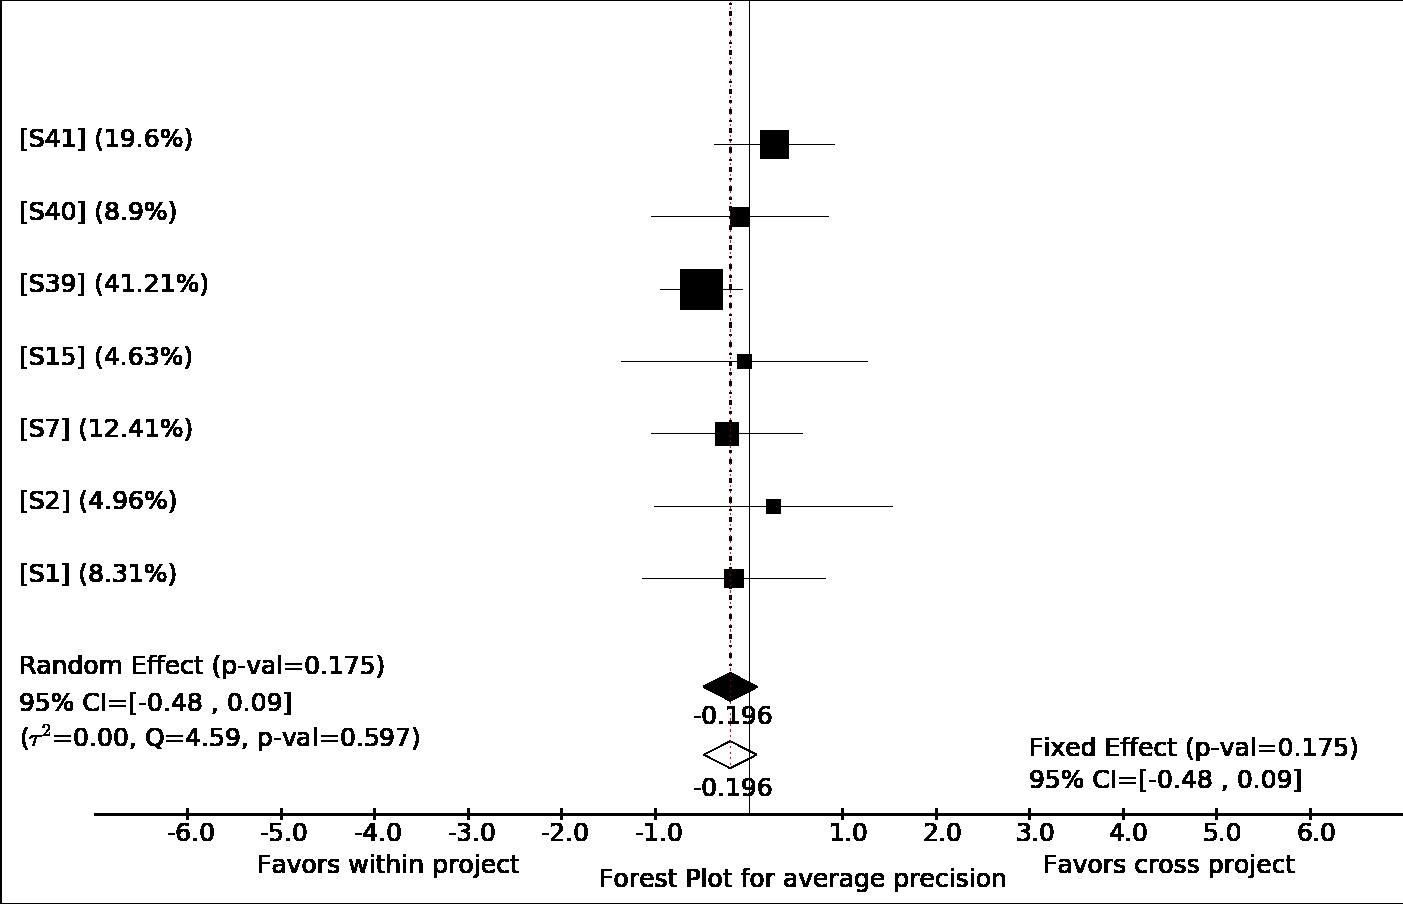 [S41] (19.6%)
[S40] (8.9%)
[S39] (41.21%)
[S15] (4.63%)
[S7] (12.41%)
[S2] (4.96%)
[S1] (8.31%)
Random Effect (p-val=0.175)
95% CI=[-0.48 , 0.09]
(τ²=0.00, Q=4.59, p-val=0.597)
-0.196
-0.196
Fixed Effect (p-val=0.175)
95% CI=[-0.48 , 0.09]
-6.0 -5.0 -4.0 -3.0 -2.0 -1.0 1.0 2.0 3.0 4.0 5.0 6.0
Favors within project Favors cross project
Forest Plot for average precision